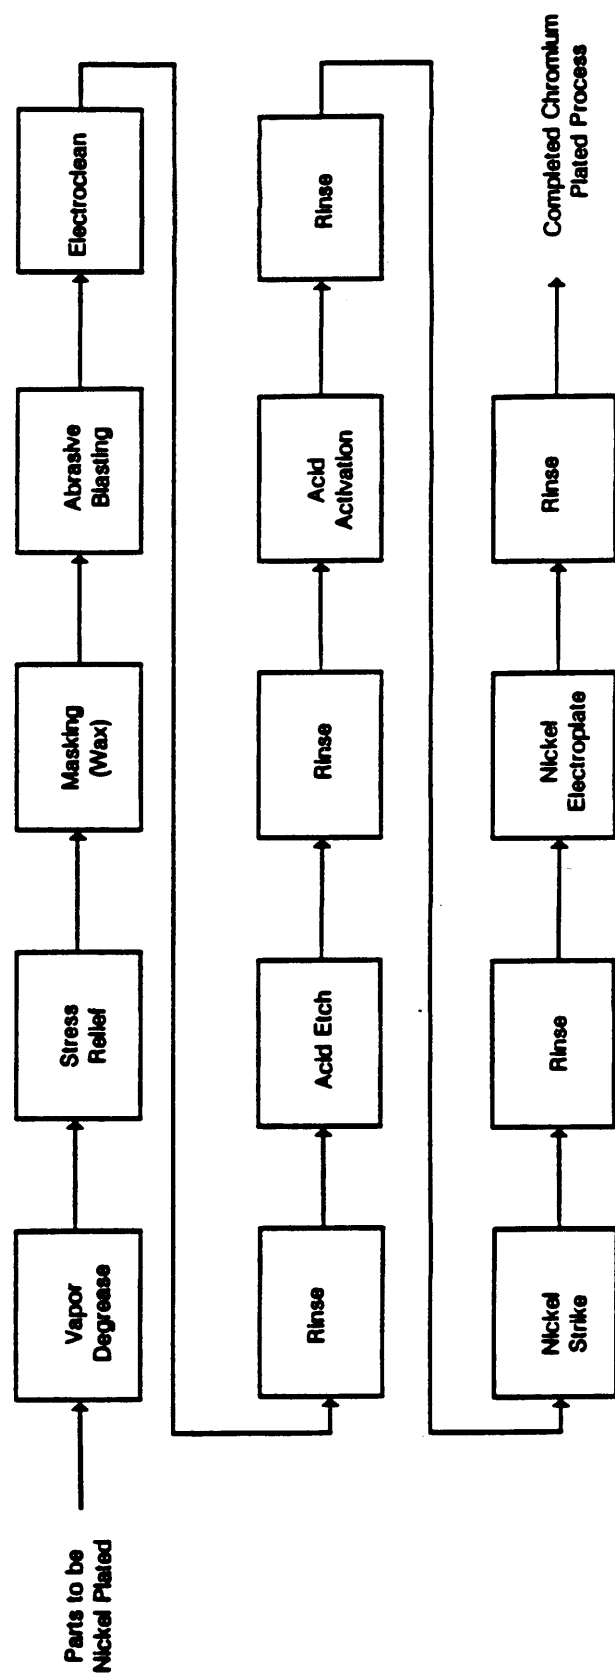 Parts to be
Nickel Plated
Vapor
Degrease
Stress
Relief
Masking
(Wax)
Abrasive
Blasting
Electroclean
Rinse
Acid Etch
Rinse
Acid
Activation
Rinse
Nickel
Strike
Rinse
Nickel
Electroplate
Rinse
Completed Chromium
Plated Process